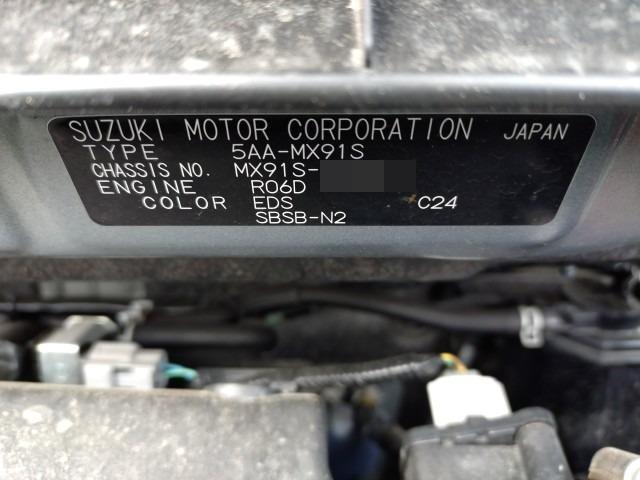 SUZUKI MOTOR CORPORATION JAPAN
TYPE 5AA-MX91S
CHASSIS NO. MX91S-
ENGINE R06D
COLOR EDS C24
SBSB-N2